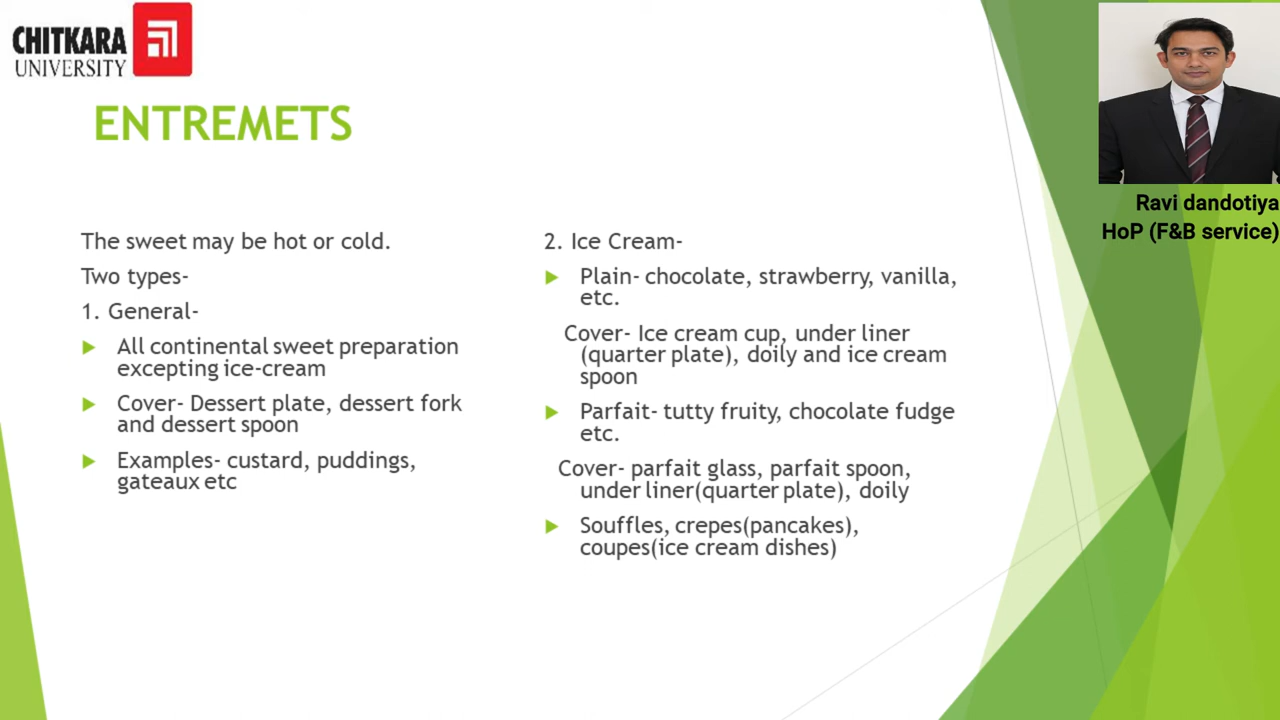 CHITKARA
UNIVERSITY
ENTREMETS
The sweet may be hot or cold.
Two types-
1. General-
All continental sweet preparation
excepting ice-cream
Cover- Dessert plate, dessert fork
and dessert spoon
Examples- custard, puddings,
gateaux etc
2. Ice Cream-
Plain- chocolate, strawberry, vanilla,
etc.
Cover- Ice cream cup, under liner
(quarter plate), doily and ice cream
spoon
Parfait- tutty fruity, chocolate fudge
etc.
Cover- parfait glass, parfait spoon,
under liner(quarter plate), doily
Souffles, crepes(pancakes),
coupes(ice cream dishes)
Ravi dandotiya
HoP (F&B service)